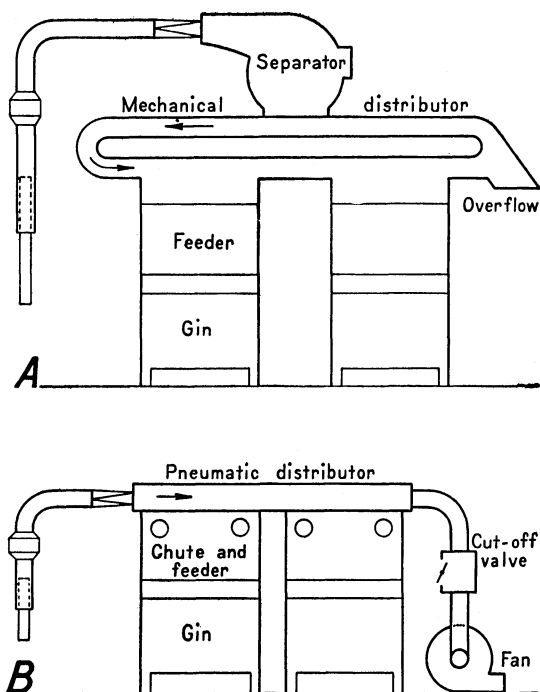 Separator
Mechanical distributor
Overflow
Feeder
Gin
A
Pneumatic distributor
Cut-off
valve
Chute and
feeder
Gin
Fan
B